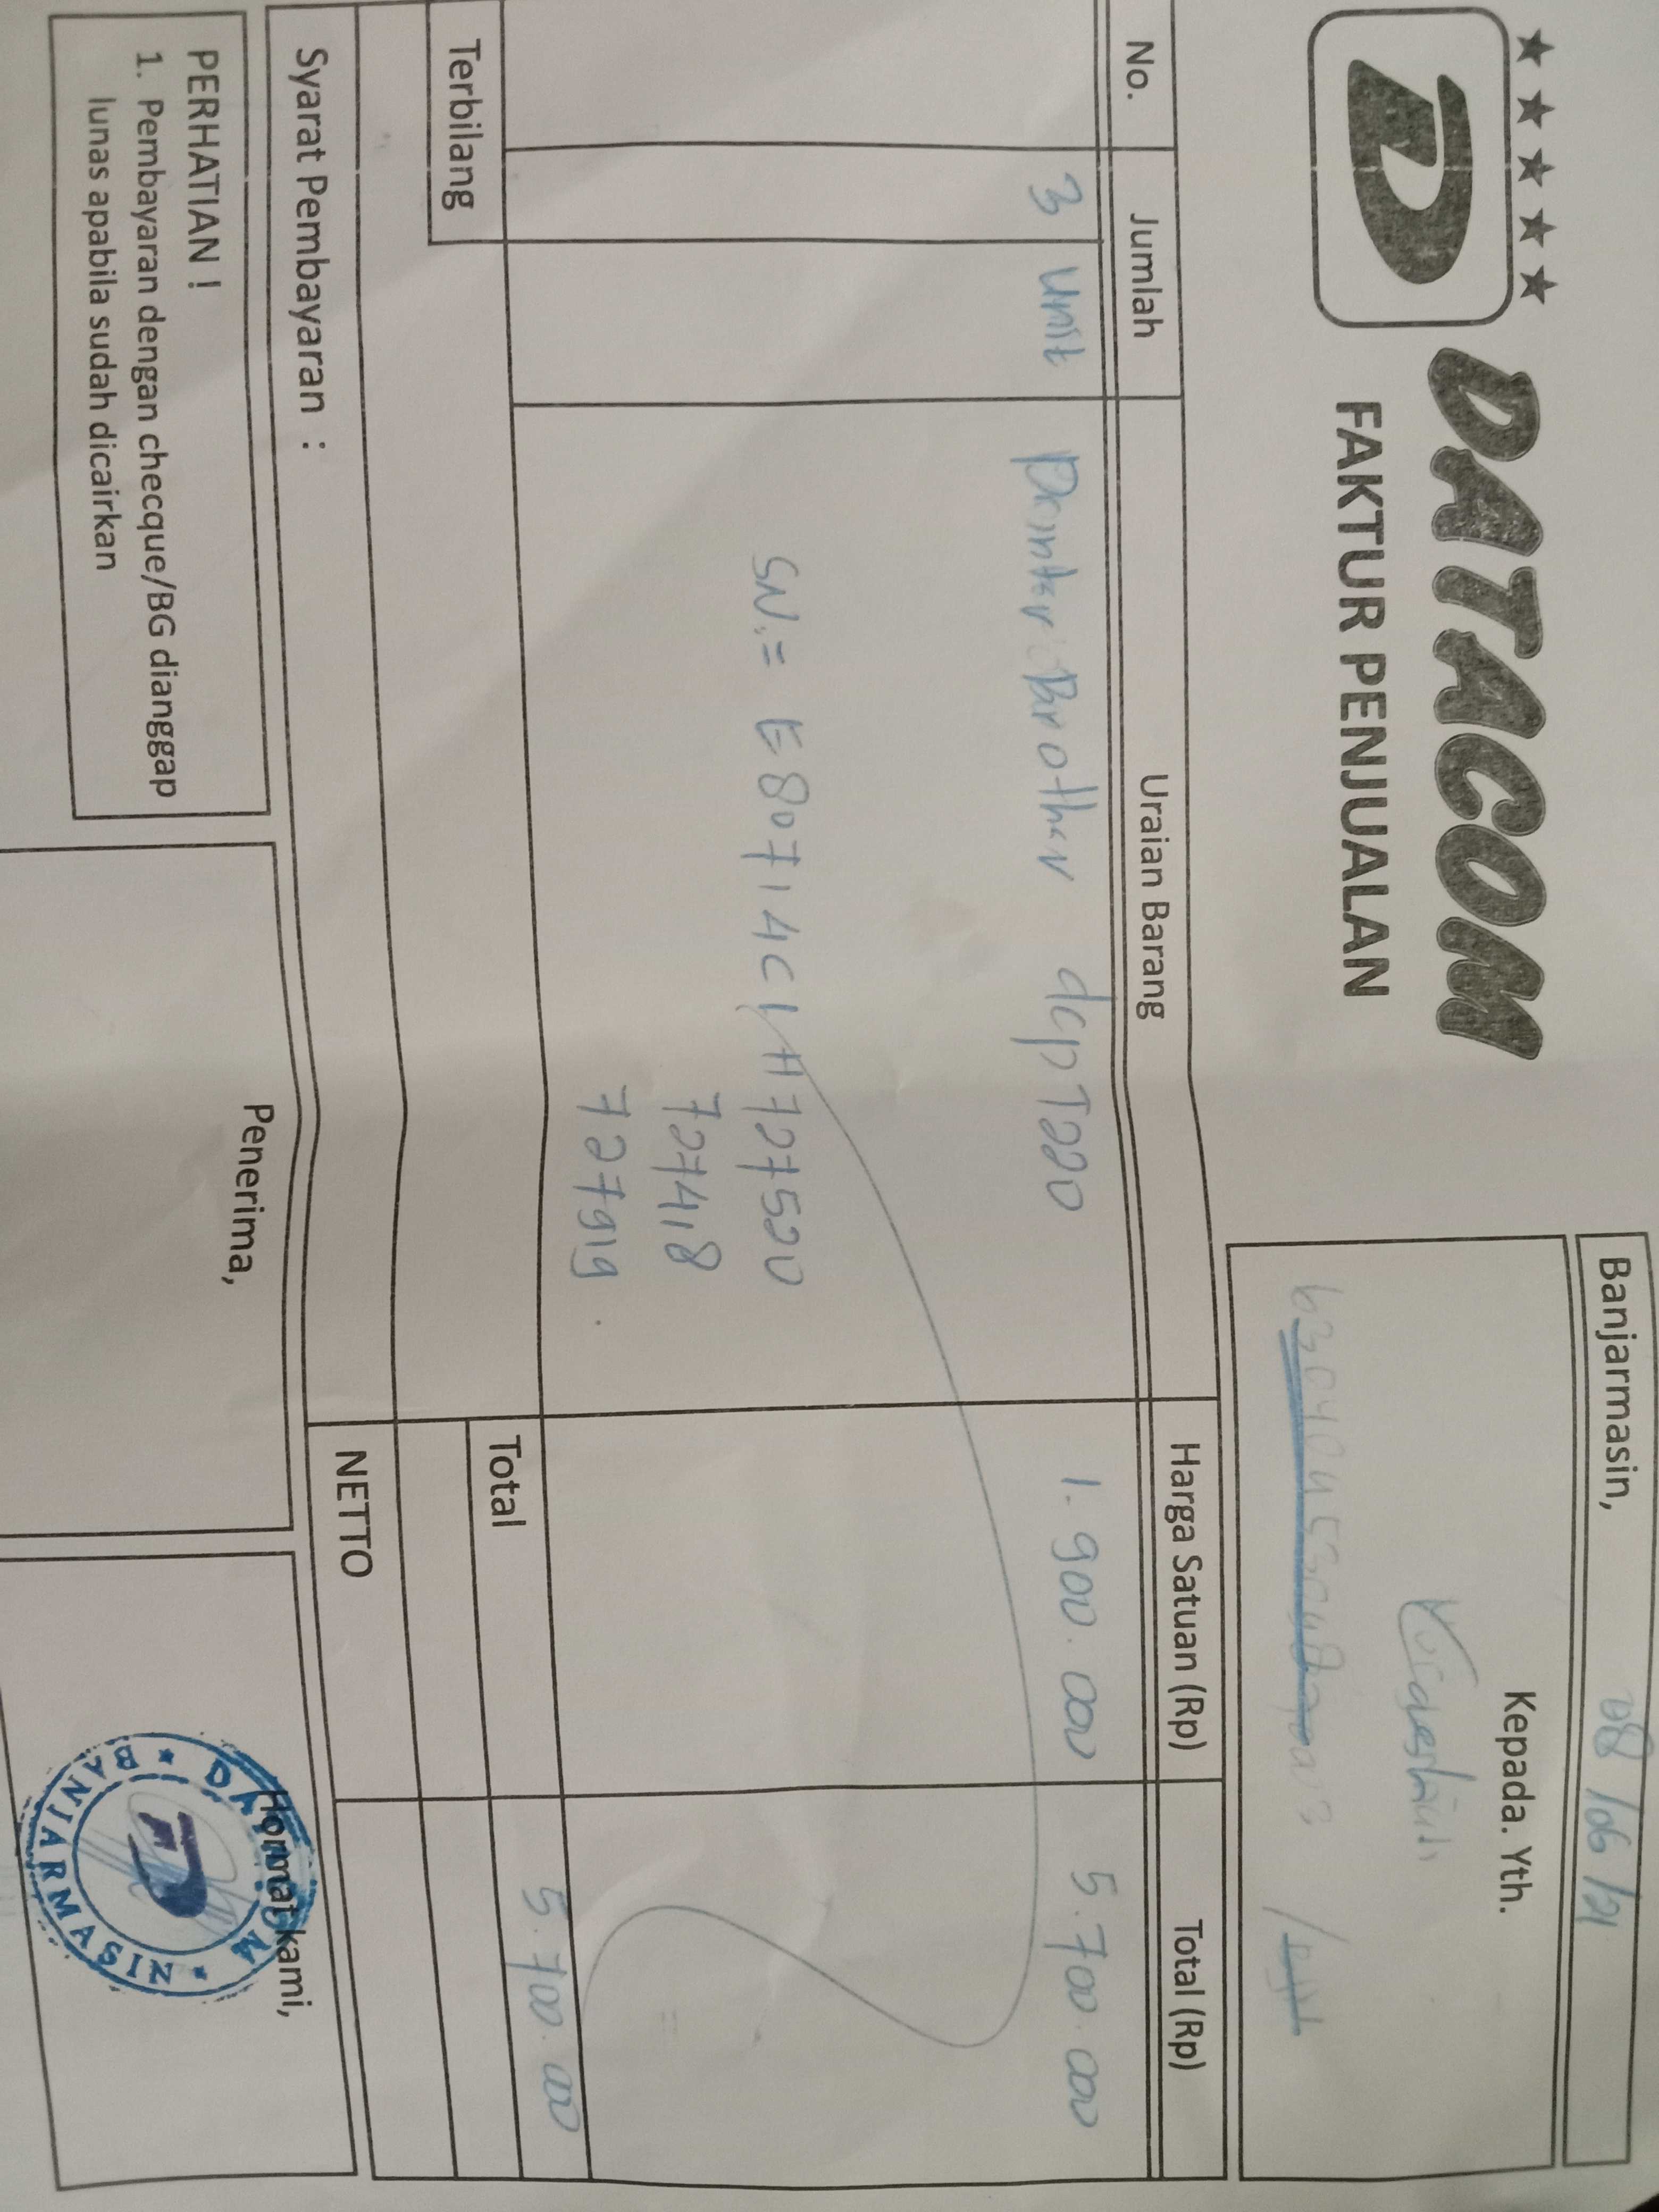 DATACOM
FAKTUR PENJUALAN
Banjarmasin, 08/06/21
Kepada. Yth.
No. Jumlah Uraian Barang Harga Satuan (Rp) Total (Rp)
3 unit Printer Brother dcp T220 1.900.000 5.700.000
SN.= E80714C1H727520
727418
727919
Total 5.700.000
Terbilang
NETTO
Syarat Pembayaran :
PERHATIAN !
1. Pembayaran dengan checque/BG dianggap
lunas apabila sudah dicairkan
Penerima,
Hormat kami,
DATACOM
BANJARMASIN